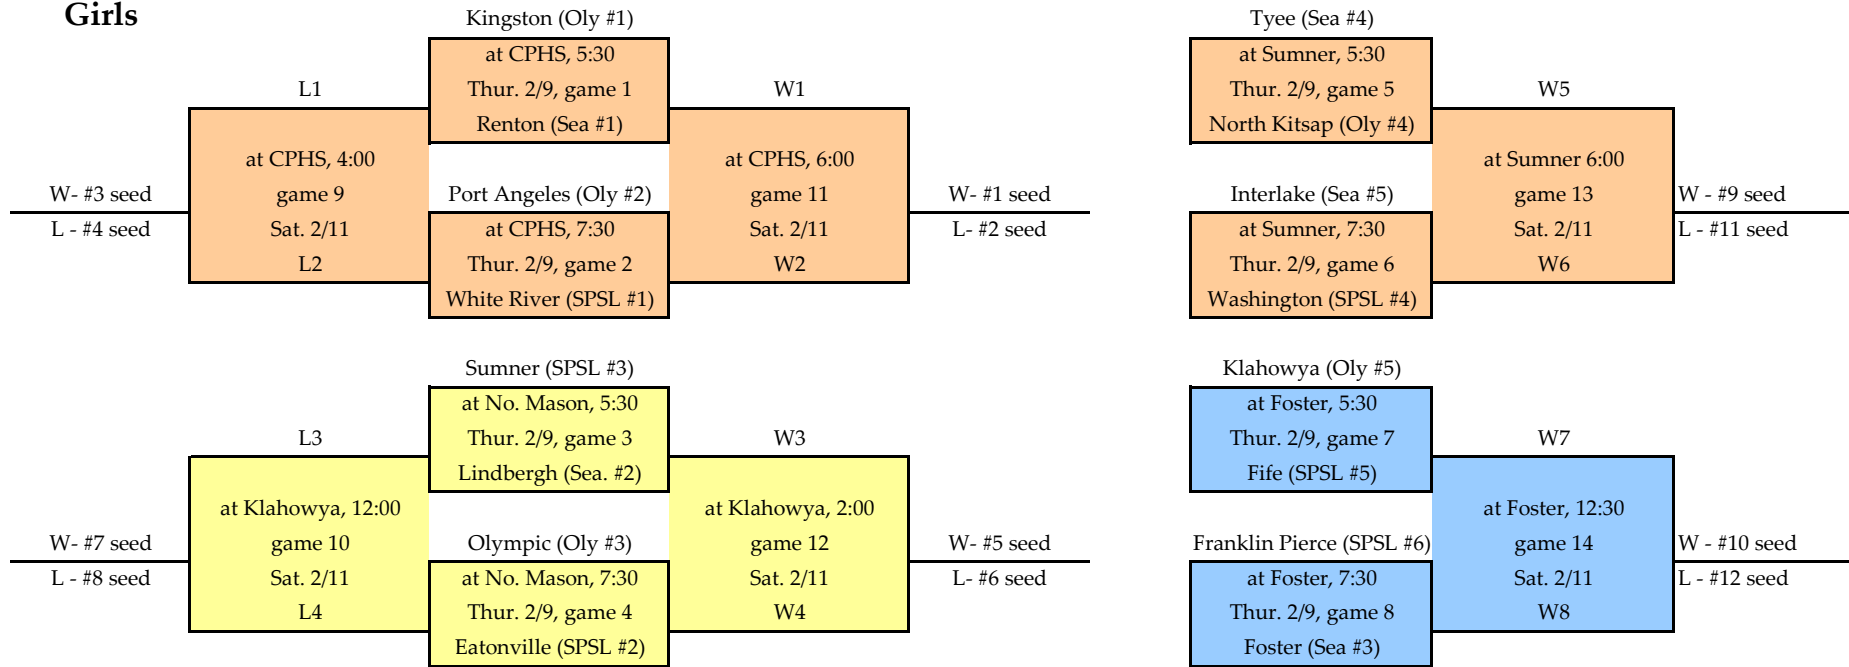 Girls
Kingston (Oly #1)
at CPHS, 5:30
Thur. 2/9, game 1
Renton (Sea #1)
L1
W1
at CPHS, 4:00
game 9
Sat. 2/11
L2
W- #3 seed
L - #4 seed
Port Angeles (Oly #2)
at CPHS, 7:30
Thur. 2/9, game 2
White River (SPSL #1)
at CPHS, 6:00
game 11
Sat. 2/11
W2
W- #1 seed
L- #2 seed
Tyee (Sea #4)
at Sumner, 5:30
Thur. 2/9, game 5
North Kitsap (Oly #4)
W5
Interlake (Sea #5)
at Sumner, 7:30
Thur. 2/9, game 6
Washington (SPSL #4)
at Sumner 6:00
game 13
Sat. 2/11
W6
W - #9 seed
L - #11 seed
Sumner (SPSL #3)
at No. Mason, 5:30
Thur. 2/9, game 3
Lindbergh (Sea. #2)
L3
W3
at Klahowya, 12:00
game 10
Sat. 2/11
L4
W- #7 seed
L - #8 seed
Olympic (Oly #3)
at No. Mason, 7:30
Thur. 2/9, game 4
Eatonville (SPSL #2)
at Klahowya, 2:00
game 12
Sat. 2/11
W4
W- #5 seed
L- #6 seed
Klahowya (Oly #5)
at Foster, 5:30
Thur. 2/9, game 7
Fife (SPSL #5)
W7
Franklin Pierce (SPSL #6)
at Foster, 7:30
Thur. 2/9, game 8
Foster (Sea #3)
at Foster, 12:30
game 14
Sat. 2/11
W8
W - #10 seed
L - #12 seed